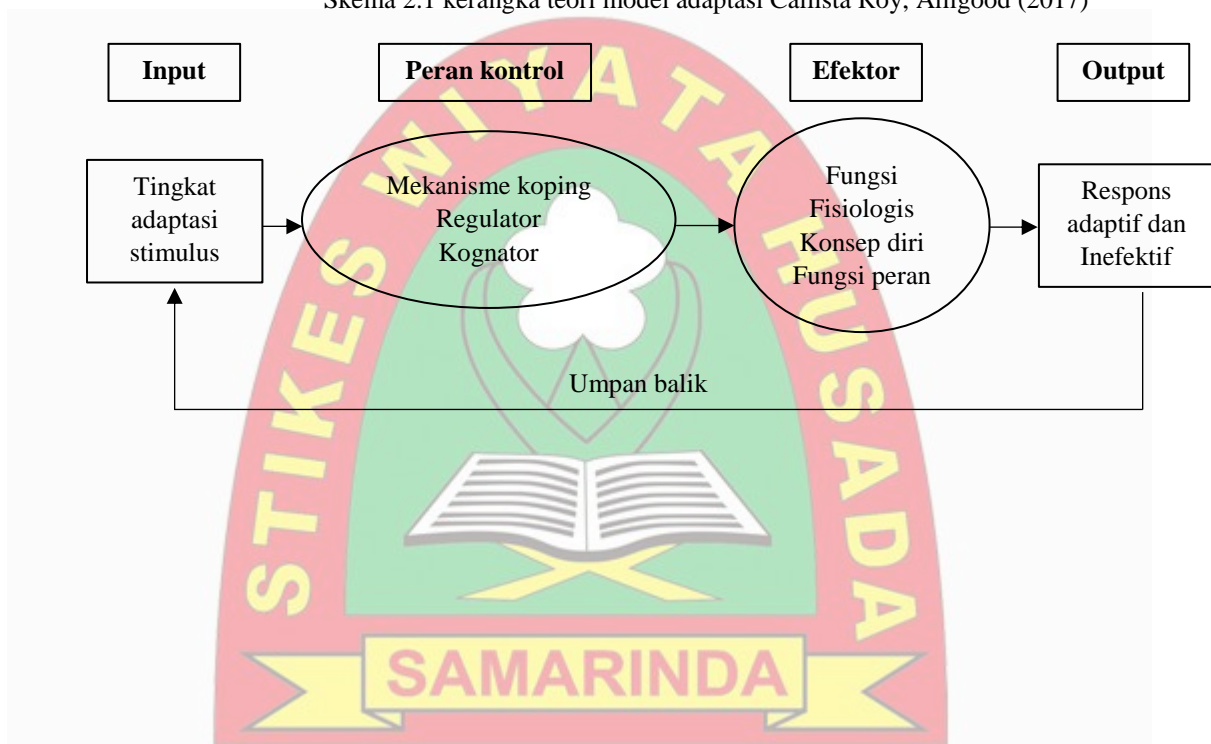 Skema 2.1 kerangka teori model adaptasi Callista Roy, Alligood (2017)
Input
Peran kontrol
Efektor
Output
Tingkat
adaptasi
stimulus
Mekanisme koping
Regulator
Kognator
Fungsi
Fisiologis
Konsep diri
Fungsi peran
Respons
adaptif dan
Inefektif
Umpan balik
STIKES WIYATA HUSADA
SAMARINDA